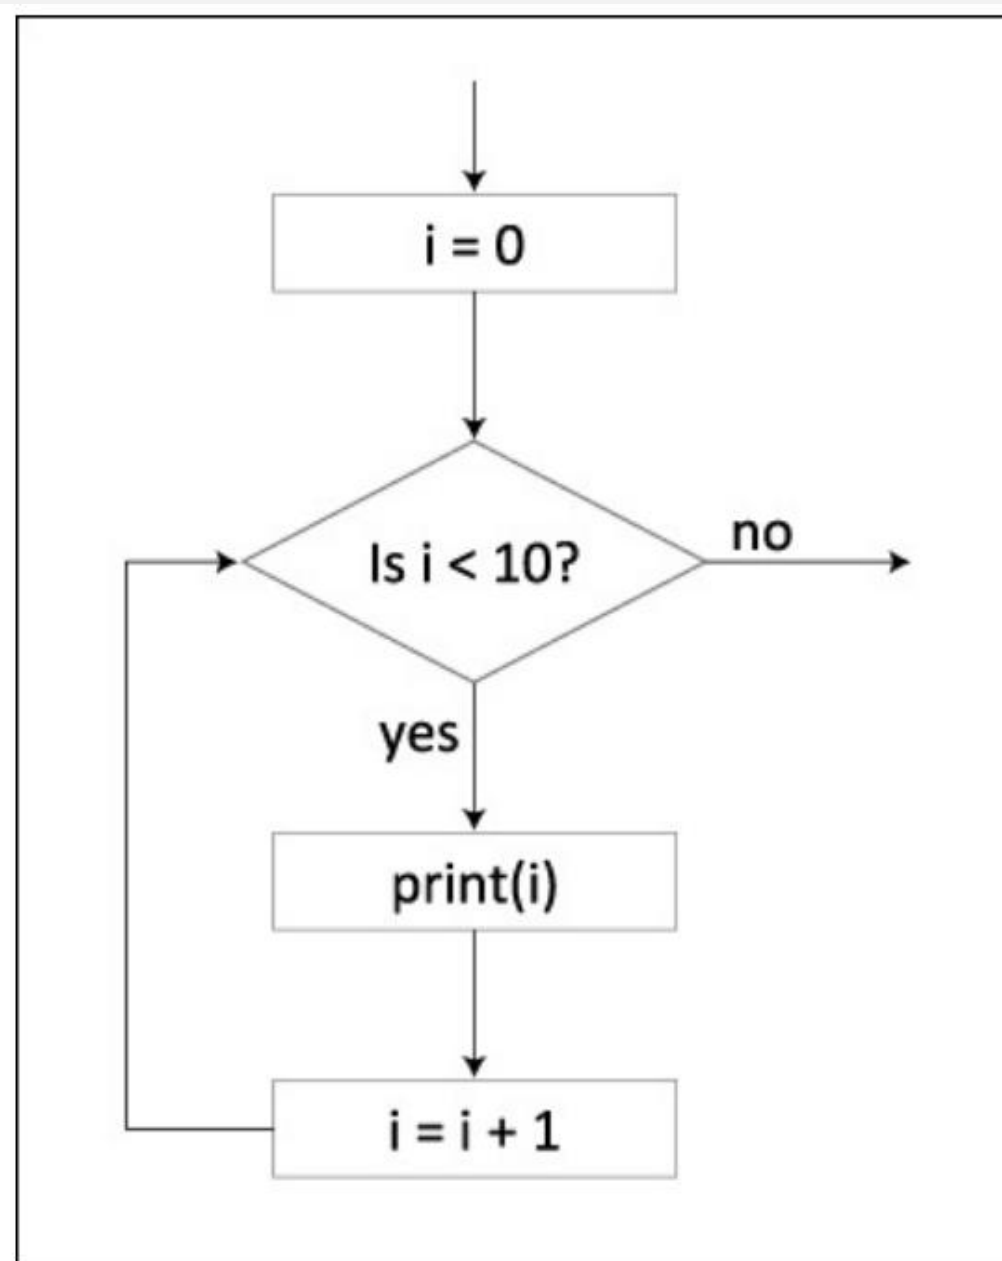 i = 0
Is i < 10?
no
yes
print(i)
i = i + 1